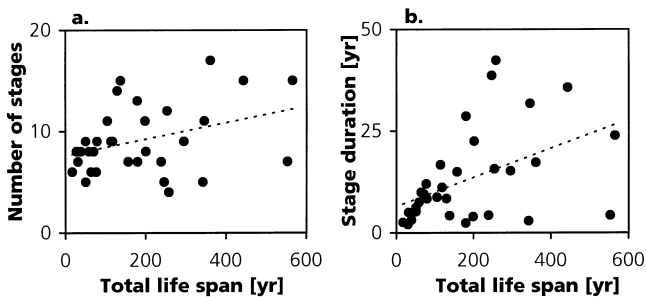 a.
Number of stages
20
10
0
0 200 400 600
Total life span [yr]
b.
Stage duration [yr]
50
25
0
0 200 400 600
Total life span [yr]